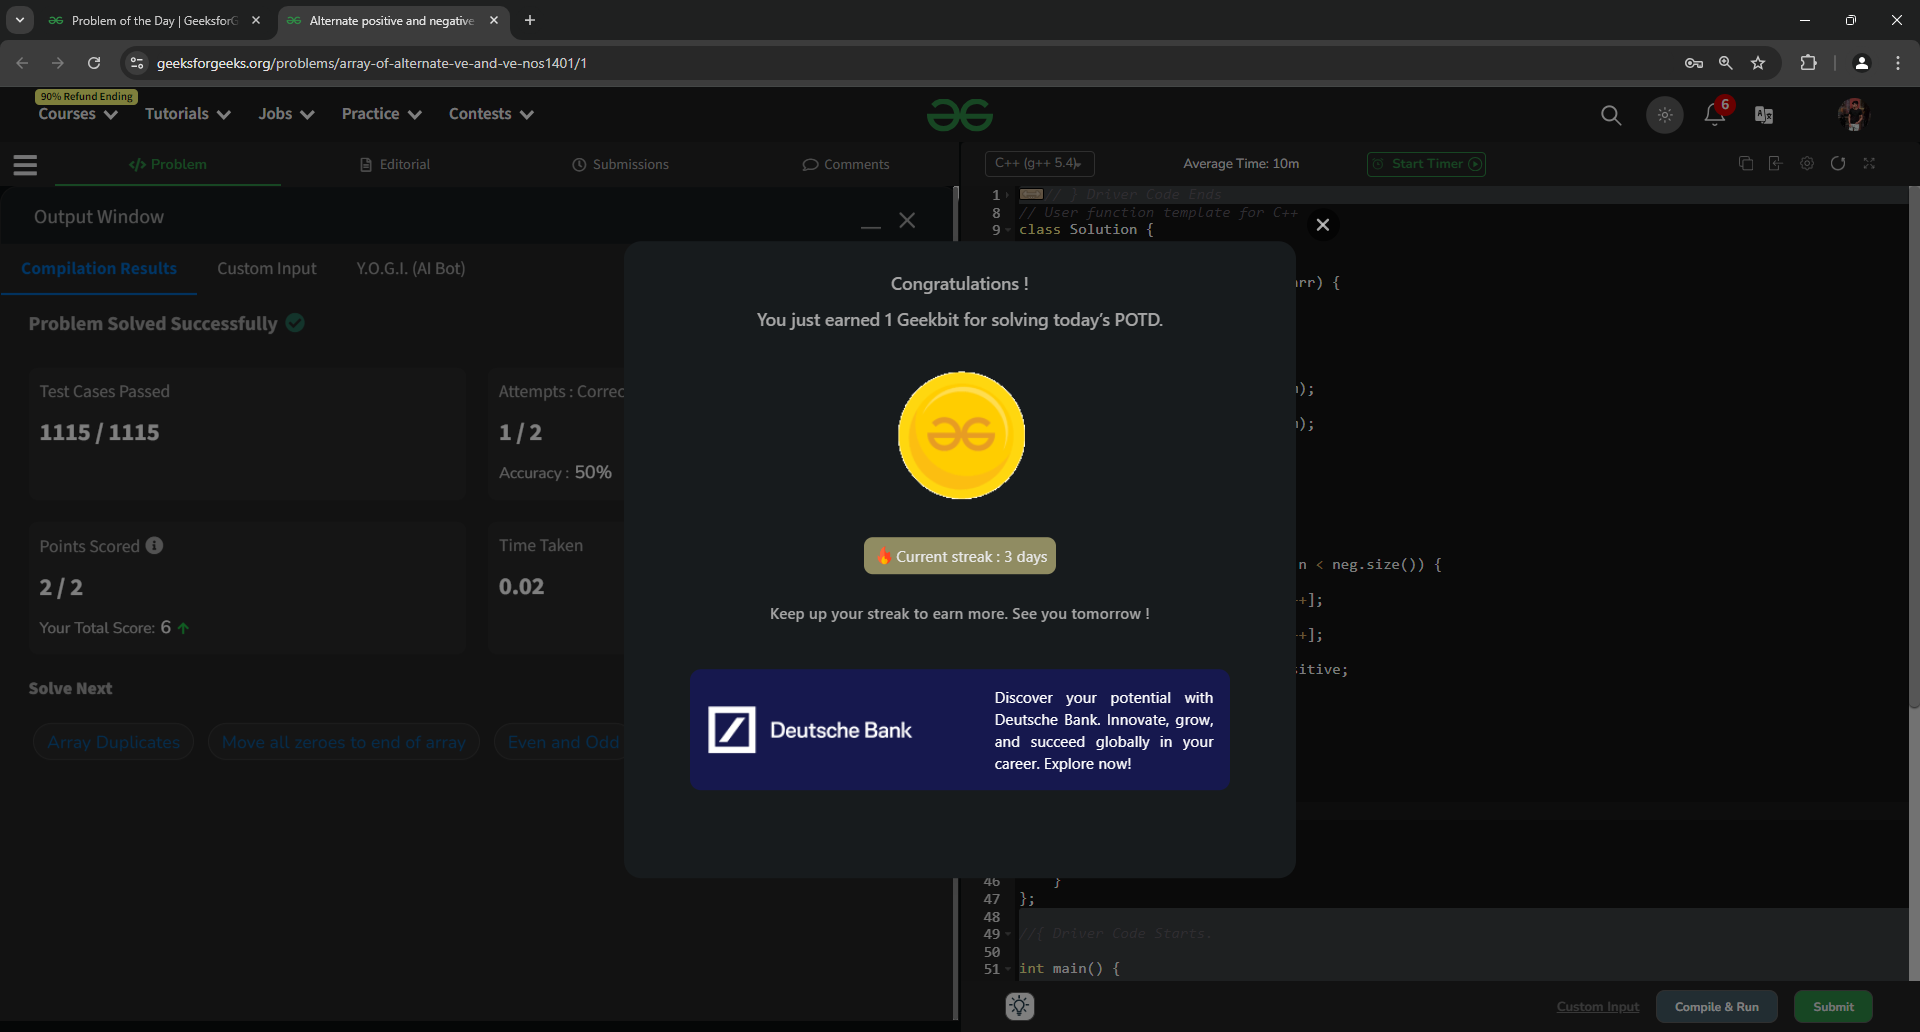 Problem of the Day | GeeksforG
Alternate positive and negative
geeksforgeeks.org/problems/array-of-alternate-ve-and-ve-nos1401/1
90% Refund Ending
Courses
Tutorials
Jobs
Practice
Contests
6
</> Problem
Editorial
Submissions
Comments
C++ (g++ 5.4)
Average Time: 10m
Start Timer
Output Window
Compilation Results
Custom Input
Y.O.G.I. (AI Bot)
Problem Solved Successfully
Test Cases Passed
1115 / 1115
Attempts : Correc
1 / 2
Accuracy : 50%
Points Scored
2 / 2
Your Total Score: 6
Time Taken
0.02
Solve Next
Array Duplicates
Move all zeroes to end of array
Even and Odd
Congratulations !
You just earned 1 Geekbit for solving today's POTD.
Current streak : 3 days
Keep up your streak to earn more. See you tomorrow !
Deutsche Bank
Discover your potential with
Deutsche Bank. Innovate, grow,
and succeed globally in your
career. Explore now!
1 // } Driver Code Ends
8 // User function template for C++
9 class Solution {
arr) {
);
);
n < neg.size()) {
++];
++];
sitive;
46 }
47 };
48
49 //{ Driver Code Starts.
50
51 int main() {
Custom Input
Compile & Run
Submit